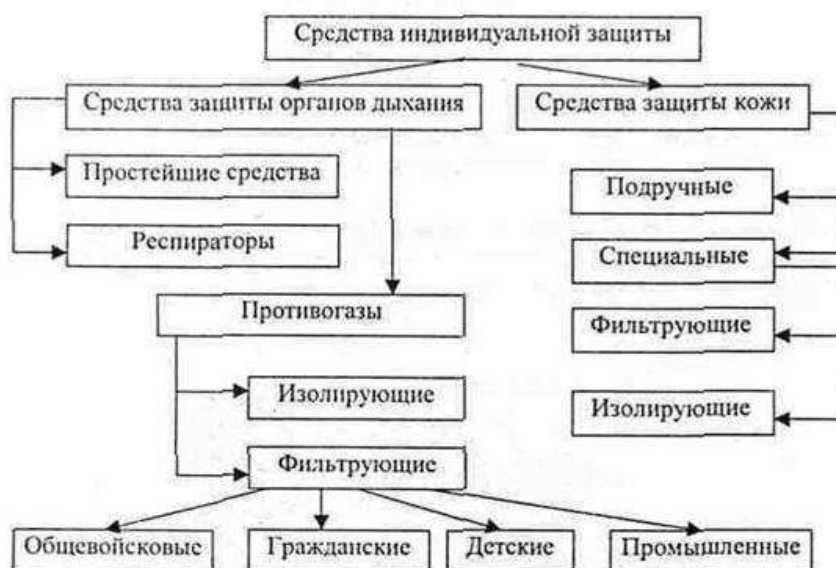 Средства индивидуальной защиты
Средства защиты органов дыхания
Средства защиты кожи
Простейшие средства
Подручные
Респираторы
Специальные
Противогазы
Фильтрующие
Изолирующие
Изолирующие
Фильтрующие
Общевойсковые
Гражданские
Детские
Промышленные